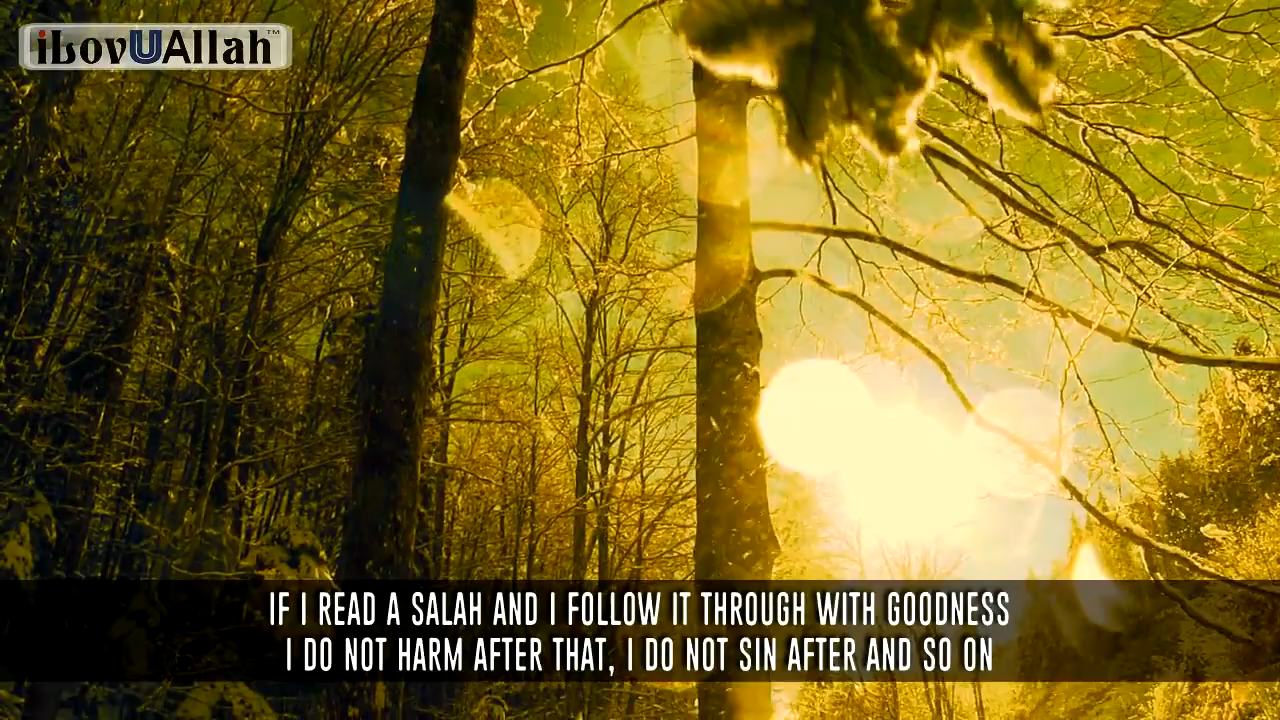 iLovUAllah™
IF I READ A SALAH AND I FOLLOW IT THROUGH WITH GOODNESS
I DO NOT HARM AFTER THAT, I DO NOT SIN AFTER AND SO ON